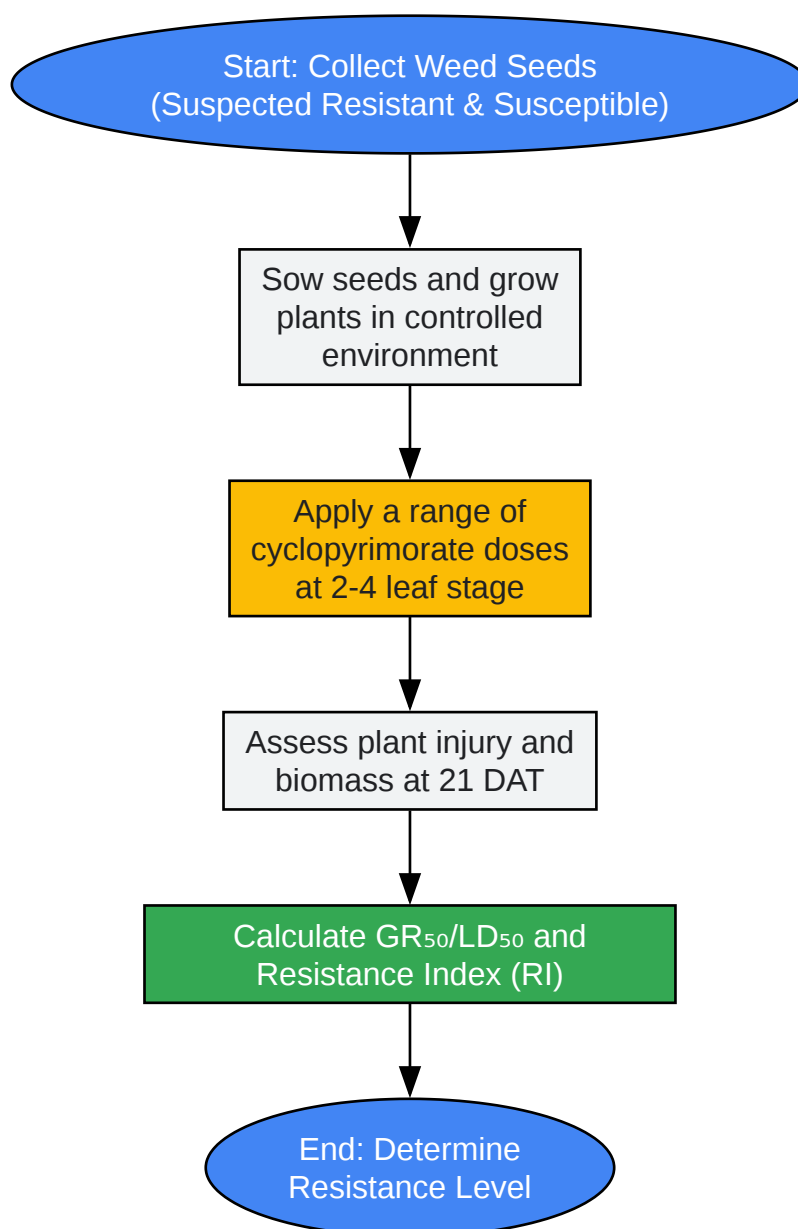 Start: Collect Weed Seeds
(Suspected Resistant & Susceptible)
Sow seeds and grow
plants in controlled
environment
Apply a range of
cyclopyrimorate doses
at 2-4 leaf stage
Assess plant injury and
biomass at 21 DAT
Calculate GR₅₀/LD₅₀ and
Resistance Index (RI)
End: Determine
Resistance Level